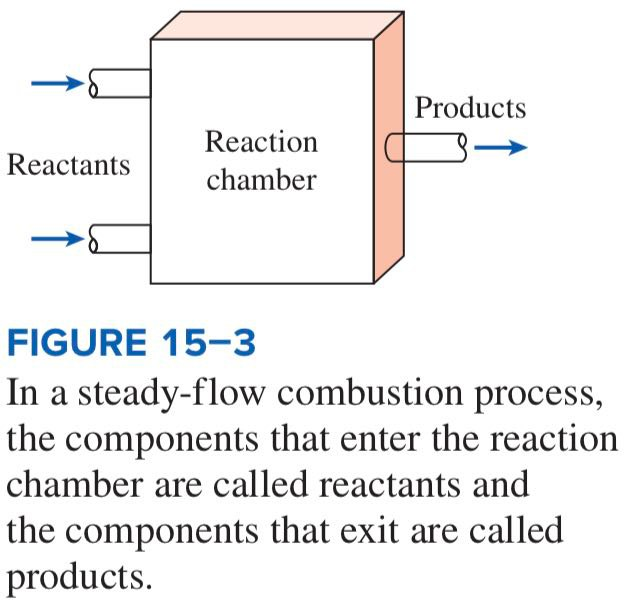 Products
Reaction
chamber
Reactants
FIGURE 15–3
In a steady-flow combustion process,
the components that enter the reaction
chamber are called reactants and
the components that exit are called
products.